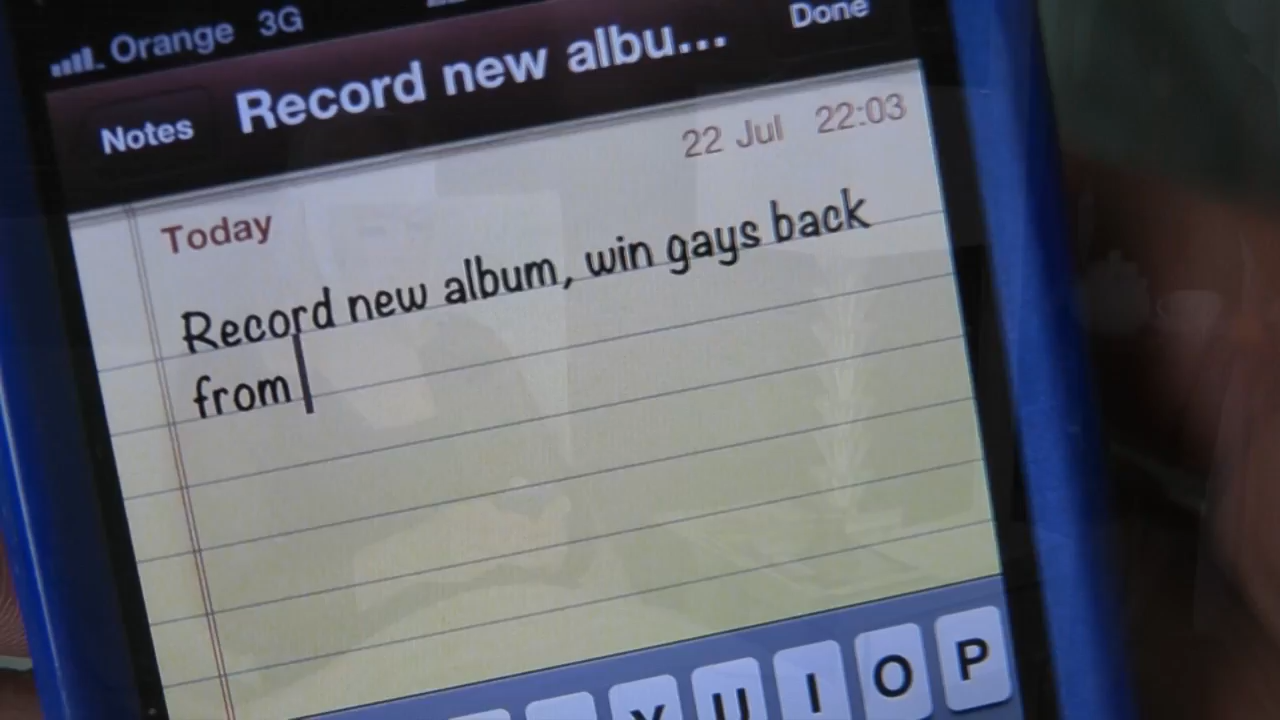 Orange 3G
Notes
Record new albu...
Done
Today
22 Jul 22:03
Record new album, win gays back
from
Y U I O P